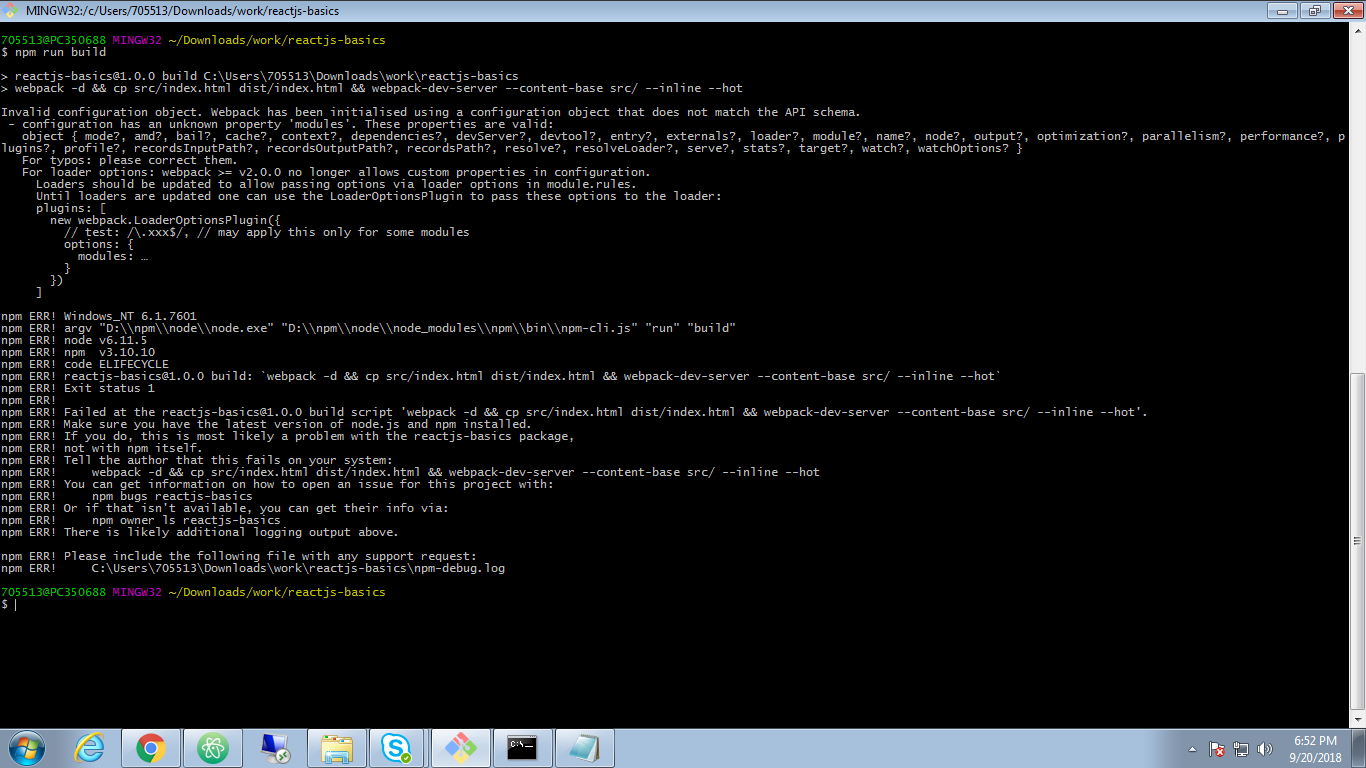 MINGW32:/c/Users/705513/Downloads/work/reactjs-basics
705513@PC350688 MINGW32 ~/Downloads/work/reactjs-basics
$ npm run build
> reactjs-basics@1.0.0 build C:\Users\705513\Downloads\work\reactjs-basics
> webpack -d && cp src/index.html dist/index.html && webpack-dev-server --content-base src/ --inline --hot
Invalid configuration object. Webpack has been initialised using a configuration object that does not match the API schema.
 - configuration has an unknown property 'modules'. These properties are valid:
   object { mode?, amd?, bail?, cache?, context?, dependencies?, devServer?, devtool?, entry?, externals?, loader?, module?, name?, node?, output?, optimization?, parallelism?, performance?, p
lugins?, profile?, recordsInputPath?, recordsOutputPath?, recordsPath?, resolve?, resolveLoader?, serve?, stats?, target?, watch?, watchOptions? }
   For typos: please correct them.
   For loader options: webpack >= v2.0.0 no longer allows custom properties in configuration.
     Loaders should be updated to allow passing options via loader options in module.rules.
     Until loaders are updated one can use the LoaderOptionsPlugin to pass these options to the loader:
     plugins: [
       new webpack.LoaderOptionsPlugin({
         // test: /\.xxx$/, // may apply this only for some modules
         options: {
           modules: …
         }
       })
     ]
npm ERR! Windows_NT 6.1.7601
npm ERR! argv "D:\\npm\\node\\node.exe" "D:\\npm\\node\\node_modules\\npm\\bin\\npm-cli.js" "run" "build"
npm ERR! node v6.11.5
npm ERR! npm  v3.10.10
npm ERR! code ELIFECYCLE
npm ERR! reactjs-basics@1.0.0 build: `webpack -d && cp src/index.html dist/index.html && webpack-dev-server --content-base src/ --inline --hot`
npm ERR! Exit status 1
npm ERR!
npm ERR! Failed at the reactjs-basics@1.0.0 build script 'webpack -d && cp src/index.html dist/index.html && webpack-dev-server --content-base src/ --inline --hot'.
npm ERR! Make sure you have the latest version of node.js and npm installed.
npm ERR! If you do, this is most likely a problem with the reactjs-basics package,
npm ERR! not with npm itself.
npm ERR! Tell the author that this fails on your system:
npm ERR!     webpack -d && cp src/index.html dist/index.html && webpack-dev-server --content-base src/ --inline --hot
npm ERR! You can get information on how to open an issue for this project with:
npm ERR!     npm bugs reactjs-basics
npm ERR! Or if that isn't available, you can get their info via:
npm ERR!     npm owner ls reactjs-basics
npm ERR! There is likely additional logging output above.
npm ERR! Please include the following file with any support request:
npm ERR!     C:\Users\705513\Downloads\work\reactjs-basics\npm-debug.log
705513@PC350688 MINGW32 ~/Downloads/work/reactjs-basics
$
C:\
6:52 PM
9/20/2018